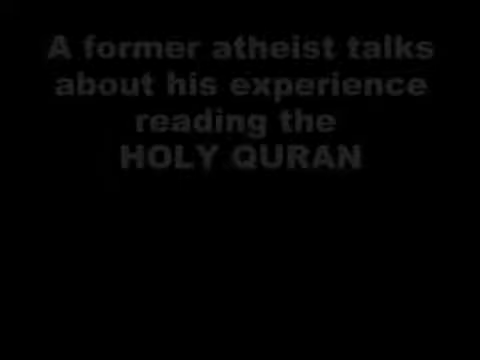 A former atheist talks
about his experience
reading the
HOLY QURAN